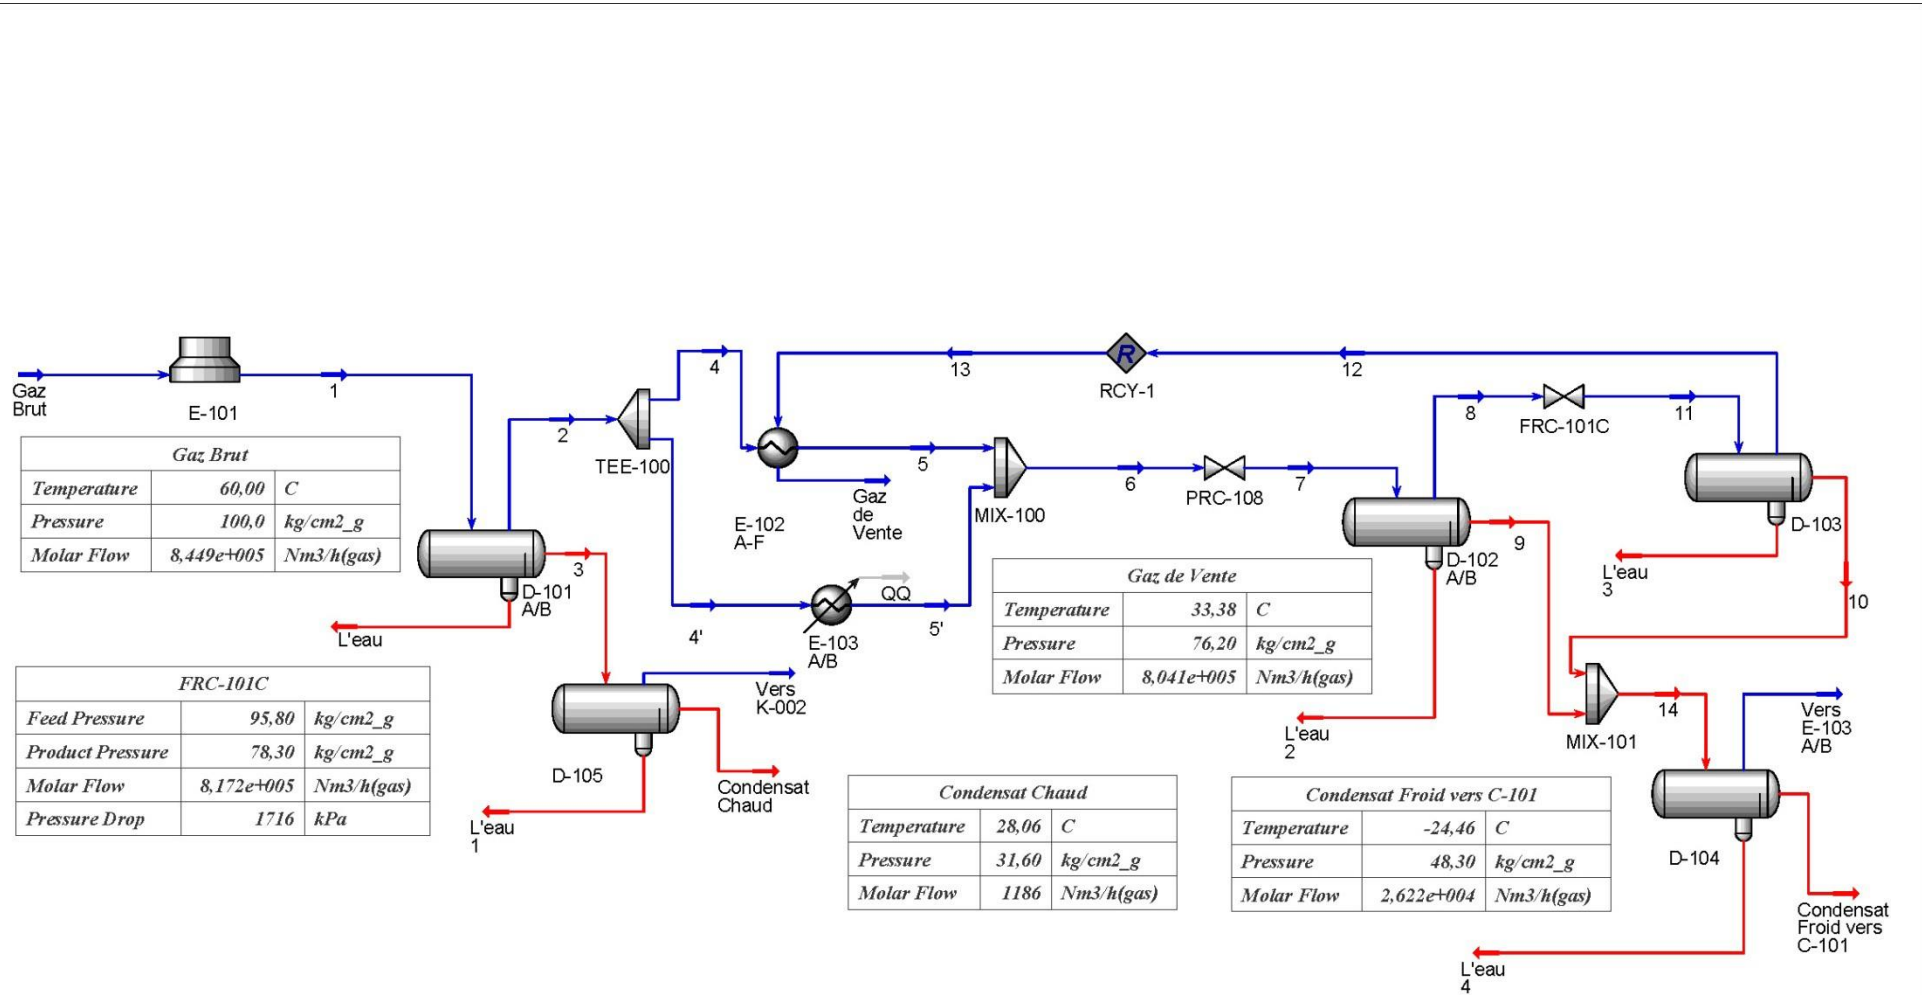 RCY-1
13
12
4
8
11
FRC-101C
1
E-101
Gaz
Brut
2
TEE-100
5
MIX-100
6
PRC-108
7
E-102
A-F
Gaz
de
Vente
D-102
A/B
9
D-103
L'eau
3
10
Gaz Brut
Temperature 60,00 C
Pressure 100,0 kg/cm2_g
Molar Flow 8,449e+005 Nm3/h(gas)
3
D-101
A/B
L'eau
4'
QQ
E-103
A/B
5'
Gaz de Vente
Temperature 33,38 C
Pressure 76,20 kg/cm2_g
Molar Flow 8,041e+005 Nm3/h(gas)
L'eau
2
14
MIX-101
Vers
E-103
A/B
FRC-101C
Feed Pressure 95,80 kg/cm2_g
Product Pressure 78,30 kg/cm2_g
Molar Flow 8,172e+005 Nm3/h(gas)
Pressure Drop 1716 kPa
Vers
K-002
D-105
Condensat
Chaud
L'eau
1
Condensat Chaud
Temperature 28,06 C
Pressure 31,60 kg/cm2_g
Molar Flow 1186 Nm3/h(gas)
Condensat Froid vers C-101
Temperature -24,46 C
Pressure 48,30 kg/cm2_g
Molar Flow 2,622e+004 Nm3/h(gas)
D-104
Condensat
Froid vers
C-101
L'eau
4
R